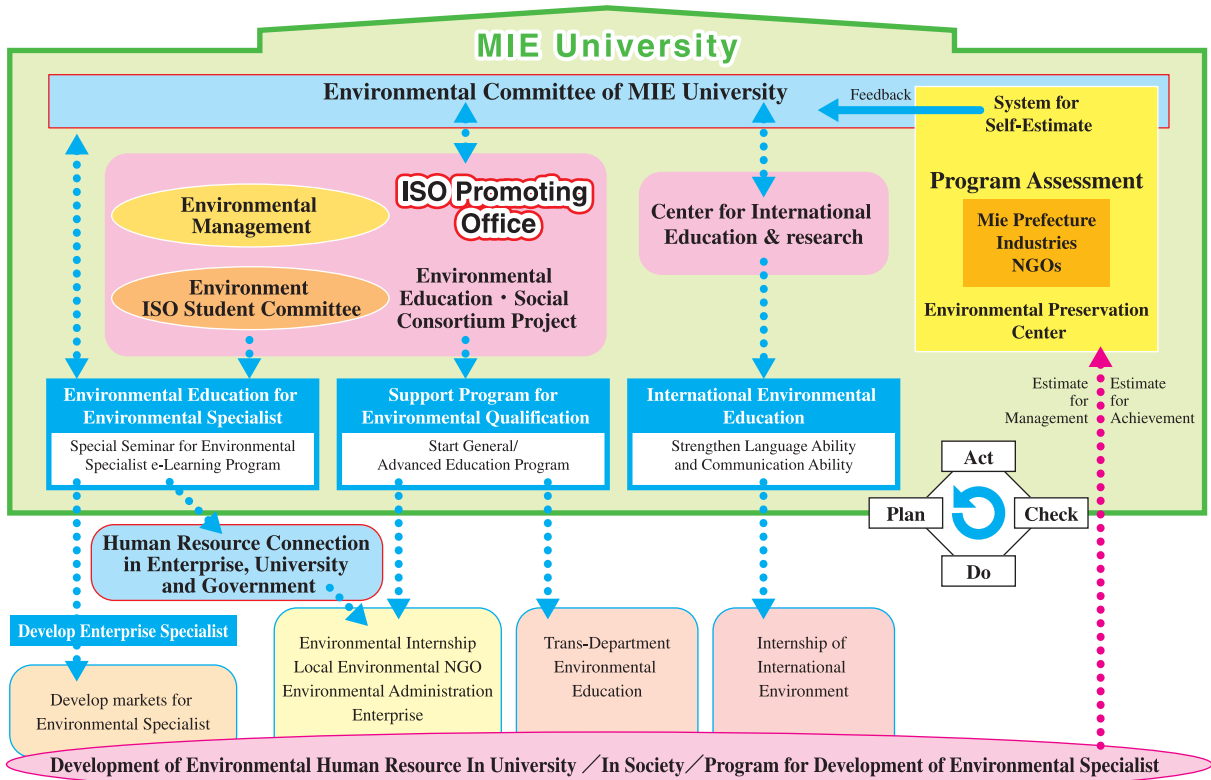 MIE University
Environmental Committee of MIE University
Feedback
System for
Self-Estimate
Program Assessment
Mie Prefecture
Industries
NGOs
Environmental Preservation
Center
Environmental
Management
ISO Promoting
Office
Environment
ISO Student Committee
Environmental
Education・Social
Consortium Project
Center for International
Education & research
Environmental Education for
Environmental Specialist
Special Seminar for Environmental
Specialist e-Learning Program
Support Program for
Environmental Qualification
Start General/
Advanced Education Program
International Environmental
Education
Strengthen Language Ability
and Communication Ability
Estimate
for
Management
Estimate
for
Achievement
Act
Plan
Check
Do
Human Resource Connection
in Enterprise, University
and Government
Develop Enterprise Specialist
Develop markets for
Environmental Specialist
Environmental Internship
Local Environmental NGO
Environmental Administration
Enterprise
Trans-Department
Environmental
Education
Internship of
International
Environment
Development of Environmental Human Resource In University／In Society／Program for Development of Environmental Specialist